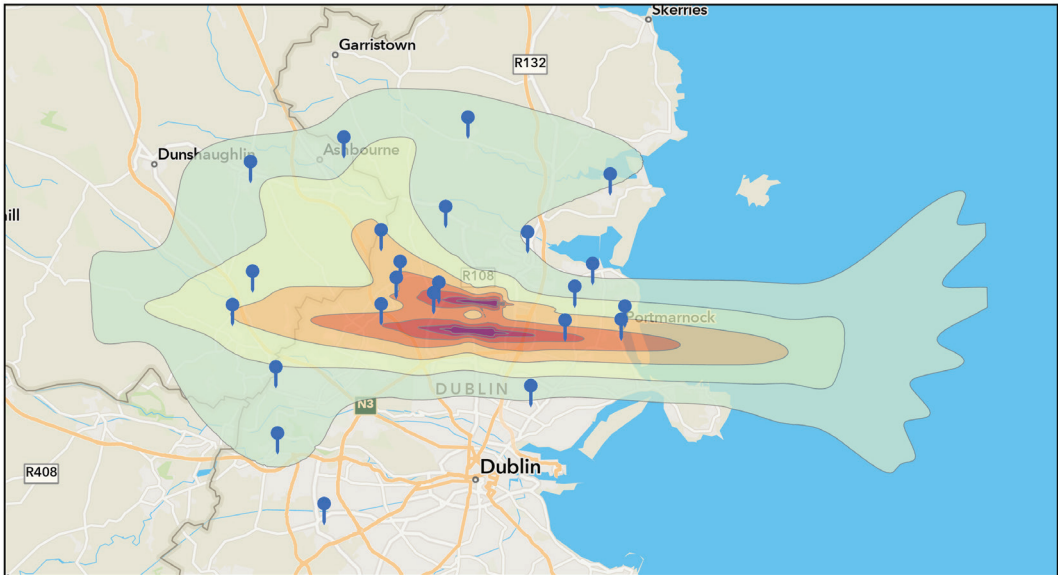 Skerries
Garristown
R132
Dunshaughlin
Ashbourne
ill
R108
Portmarnock
DUBLIN
N3
Dublin
R408